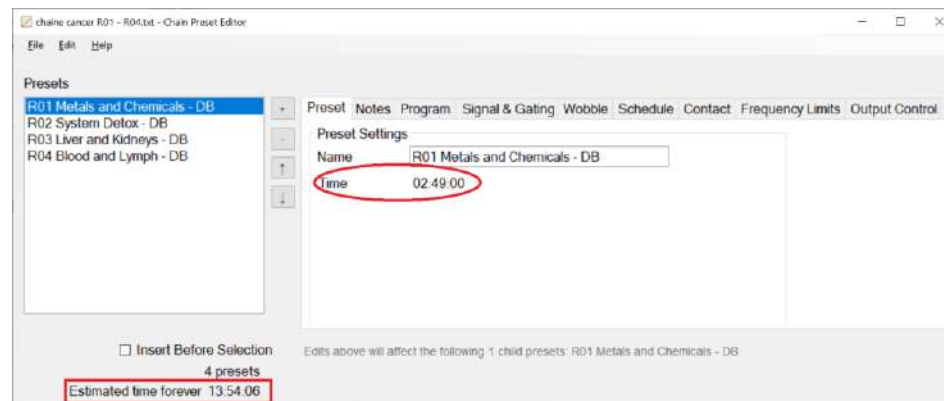 chaine cancer R01 - R04.txt - Chain Preset Editor
File Edit Help
Presets
R01 Metals and Chemicals - DB
R02 System Detox - DB
R03 Liver and Kidneys - DB
R04 Blood and Lymph - DB
+
-
↑
↓
Preset Notes Program Signal & Gating Wobble Schedule Contact Frequency Limits Output Control
Preset Settings
Name R01 Metals and Chemicals - DB
Time 02:49:00
Insert Before Selection
4 presets
Estimated time forever 13:54:06
Edits above will affect the following 1 child presets: R01 Metals and Chemicals - DB